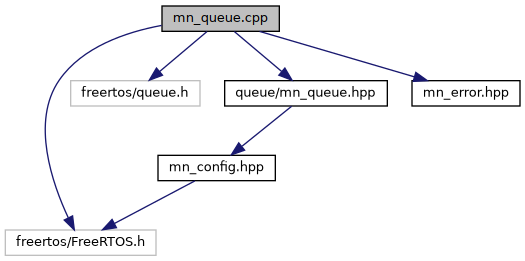 mn_queue.cpp
freertos/queue.h
queue/mn_queue.hpp
mn_error.hpp
mn_config.hpp
freertos/FreeRTOS.h